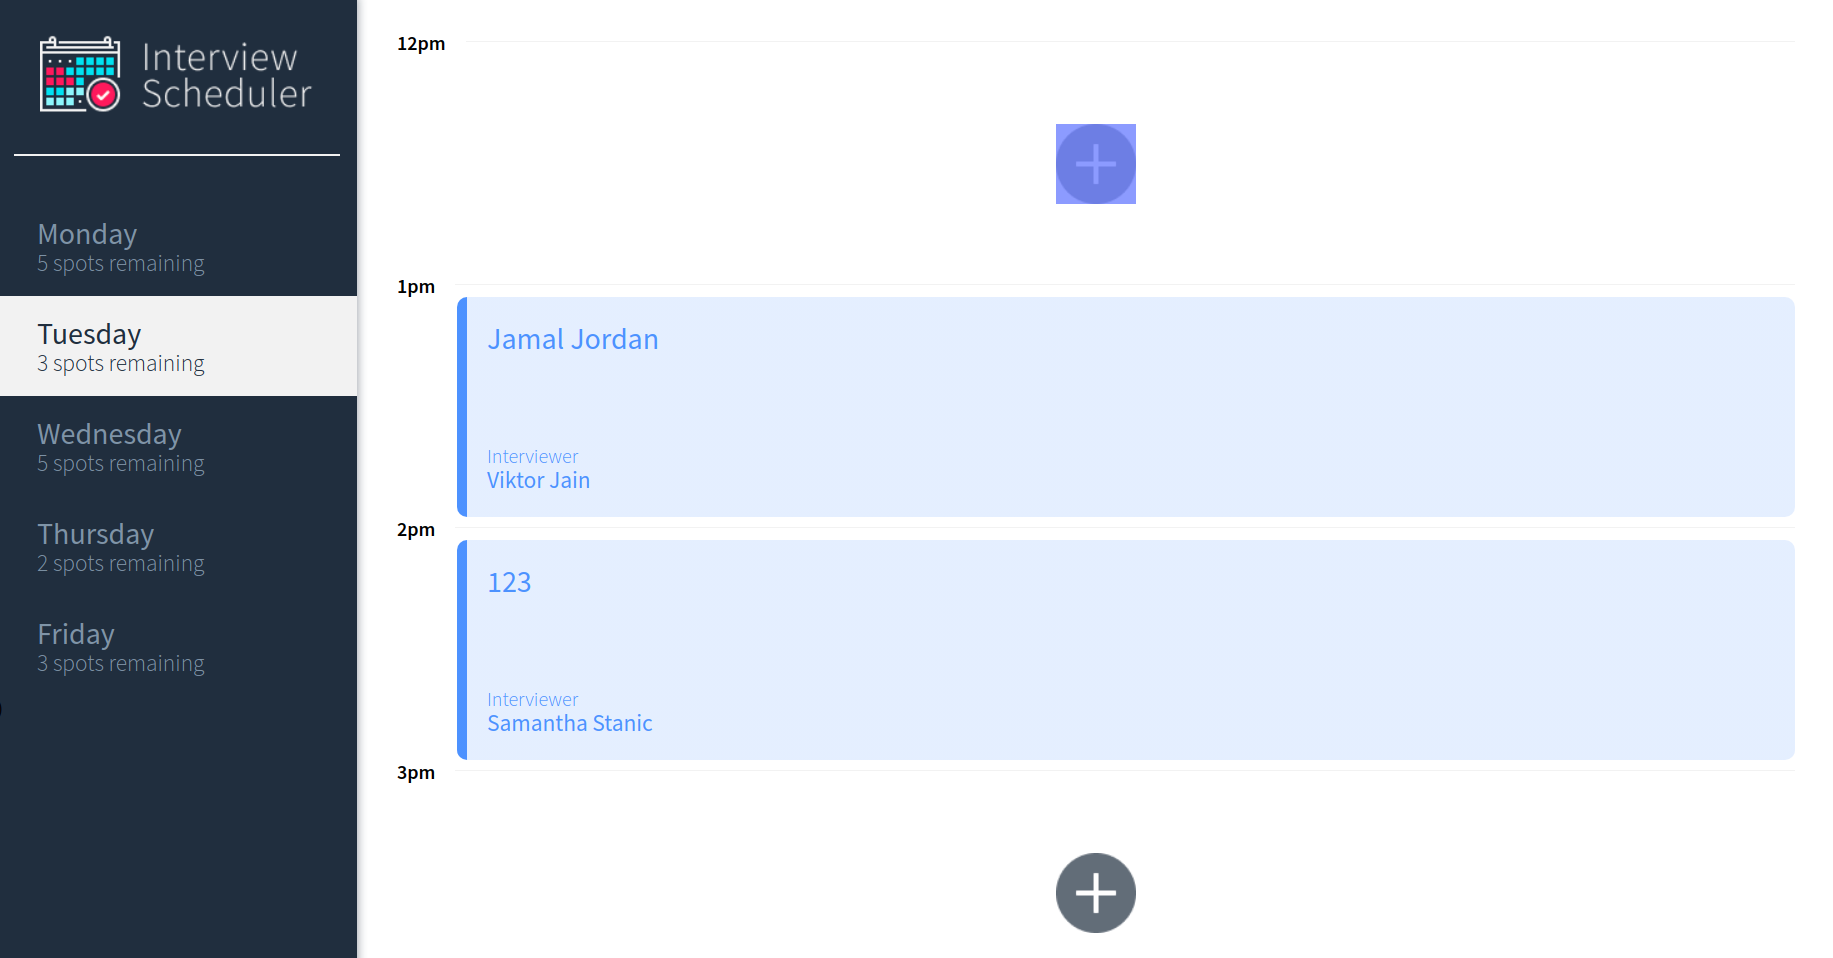 Interview
Scheduler
Monday
5 spots remaining
Tuesday
3 spots remaining
Wednesday
5 spots remaining
Thursday
2 spots remaining
Friday
3 spots remaining
12pm
1pm
Jamal Jordan
Interviewer
Viktor Jain
2pm
123
Interviewer
Samantha Stanic
3pm